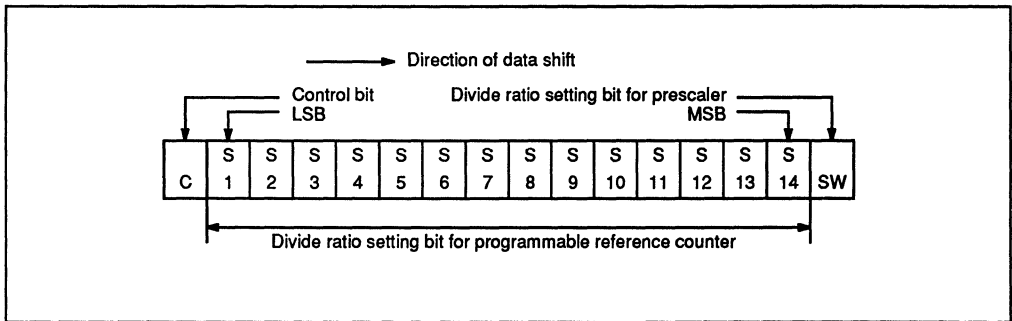 Direction of data shift
Control bit Divide ratio setting bit for prescaler
LSB MSB
S S S S S S S S S S S S S S
C 1 2 3 4 5 6 7 8 9 10 11 12 13 14 SW
Divide ratio setting bit for programmable reference counter